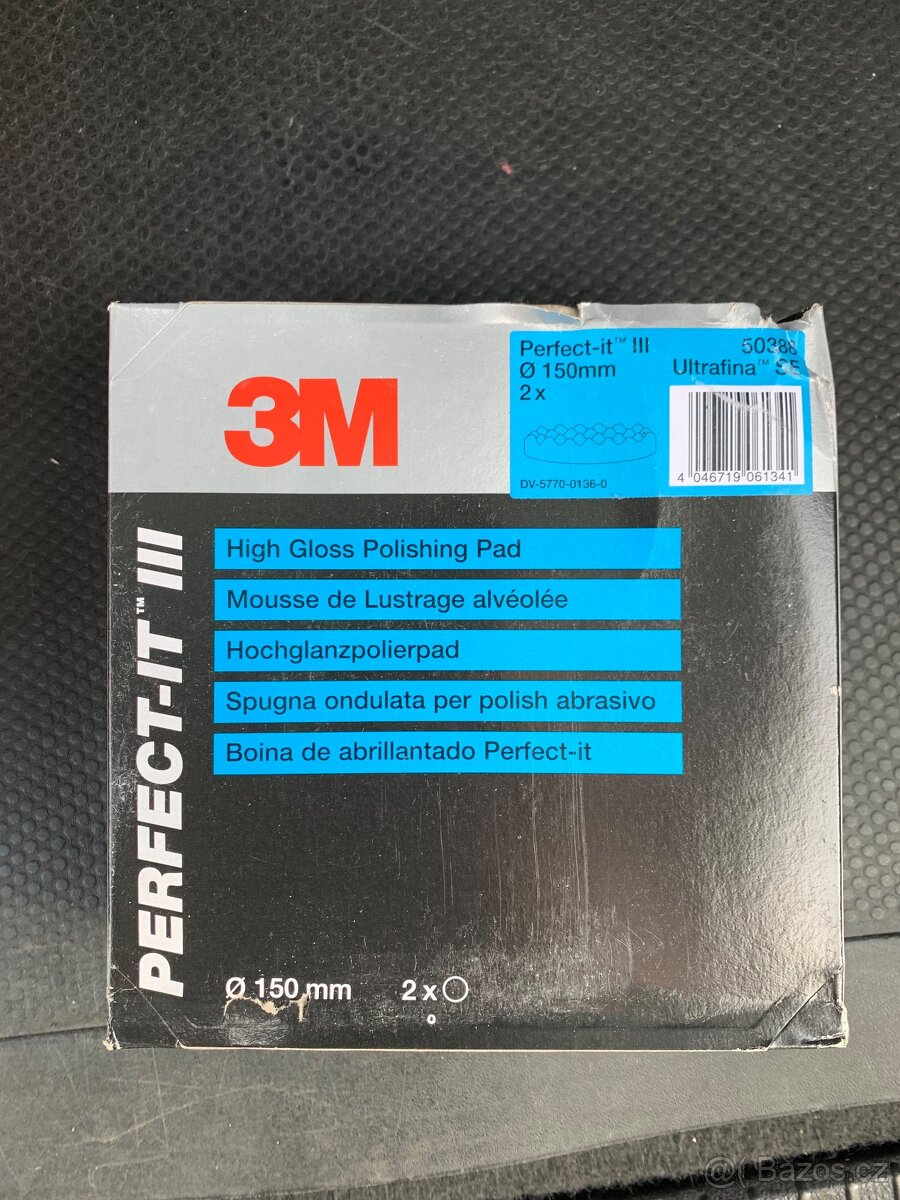 3M
Perfect-it™ III
Ø 150mm
2 x
50388
Ultrafina™ SE
DV-5770-0136-0
4 046719 061341
High Gloss Polishing Pad
Mousse de Lustrage alvéolée
Hochglanzpolierpad
Spugna ondulata per polish abrasivo
Boina de abrillantado Perfect-it
PERFECT-IT™ III
Ø 150 mm 2 x
@( Bazos.cz